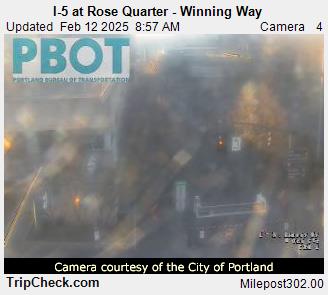 I-5 at Rose Quarter - Winning Way
Updated Feb 12 2025 8:57 AM Camera 4
PBOT
PORTLAND BUREAU OF TRANSPORTATION
Camera courtesy of the City of Portland
TripCheck.com Milepost302.00